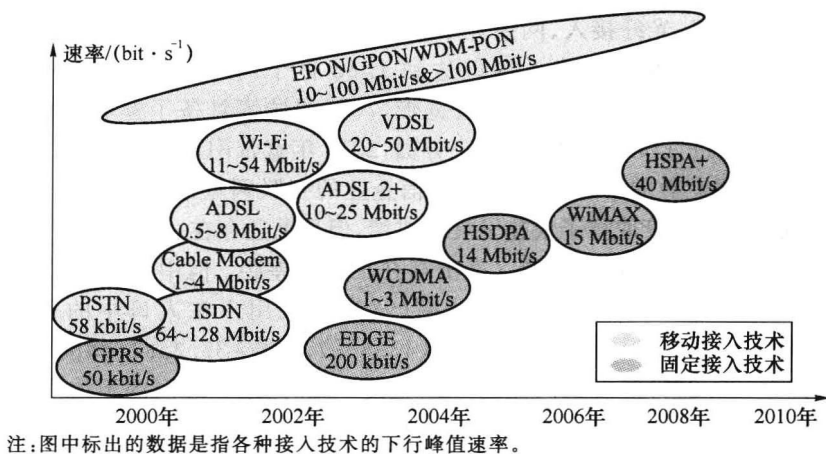 速率/(bit · s⁻¹)
EPON/GPON/WDM-PON
10~100 Mbit/s&>100 Mbit/s
Wi-Fi
11~54 Mbit/s
VDSL
20~50 Mbit/s
HSPA+
40 Mbit/s
ADSL
0.5~8 Mbit/s
ADSL 2+
10~25 Mbit/s
WiMAX
15 Mbit/s
HSDPA
14 Mbit/s
Cable Modem
1~4 Mbit/s
WCDMA
1~3 Mbit/s
PSTN
58 kbit/s
ISDN
64~128 Mbit/s
EDGE
200 kbit/s
GPRS
50 kbit/s
移动接入技术
固定接入技术
2000年 2002年 2004年 2006年 2008年 2010年
注:图中标出的数据是指各种接入技术的下行峰值速率。